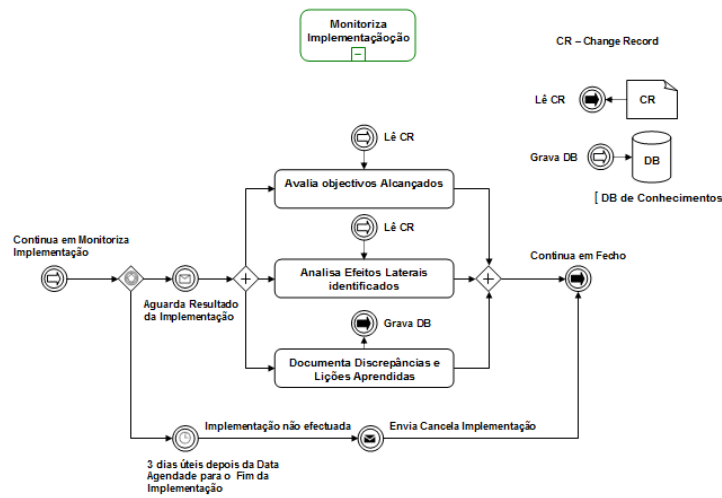 Monitoriza
Implementaçãoção
CR – Change Record
Lê CR
CR
Grava DB
DB
[ DB de Conhecimentos
Lê CR
Avalia objectivos Alcançados
Lê CR
Continua em Monitoriza
Implementação
Analisa Efeitos Laterais
identificados
Continua em Fecho
Aguarda Resultado
da Implementação
Grava DB
Documenta Discrepâncias e
Lições Aprendidas
Implementação não efectuada
Envia Cancela Implementação
3 dias úteis depois da Data
Agendade para o Fim da
Implementação